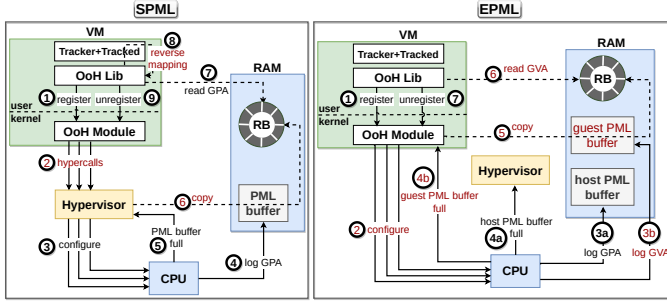 SPML
VM
Tracker+Tracked
8
reverse
mapping
OoH Lib
7
read GPA
1
register
unregister
9
user
kernel
OoH Module
2
hypercalls
RAM
RB
Hypervisor
6
copy
PML
buffer
3
configure
PML buffer
full
5
4
log GPA
CPU
EPML
VM
Tracker+Tracked
OoH Lib
6
read GVA
1
register
unregister
7
user
kernel
OoH Module
5
copy
RAM
RB
guest PML
buffer
host PML
buffer
4b
guest PML buffer
full
Hypervisor
2
configure
host PML buffer
full
4a
3a
log GPA
3b
log GVA
CPU